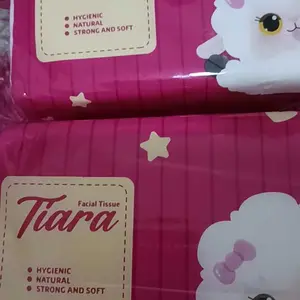 HYGIENIC
NATURAL
STRONG AND SOFT
Facial Tissue
Tiara
HYGIENIC
NATURAL
STRONG AND SOFT